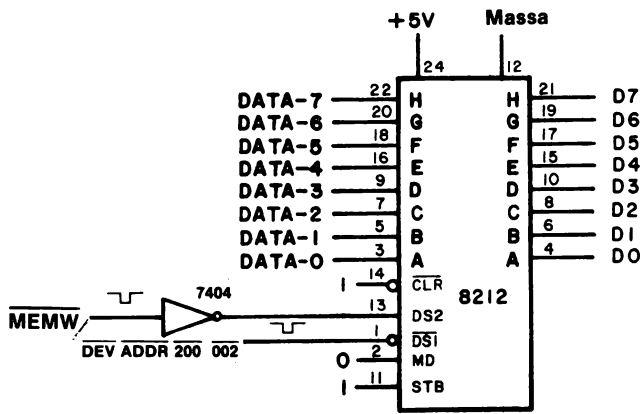 +5V Massa
24 12
DATA-7 22 H H 21 D7
DATA-6 20 G G 19 D6
DATA-5 18 F F 17 D5
DATA-4 16 E E 15 D4
DATA-3 9 D D 10 D3
DATA-2 7 C C 8 D2
DATA-1 5 B B 6 D1
DATA-0 3 A A 4 D0
1 14 CLR
8212
7404
MEMW 13 DS2
DEV ADDR 200 002 1 DS1
0 2 MD
1 11 STB